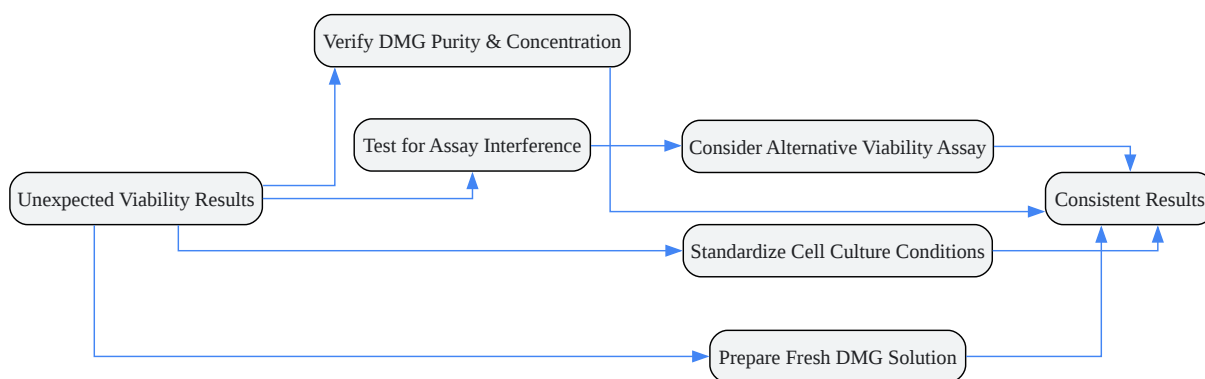 Verify DMG Purity & Concentration
Test for Assay Interference
Consider Alternative Viability Assay
Unexpected Viability Results
Consistent Results
Standardize Cell Culture Conditions
Prepare Fresh DMG Solution